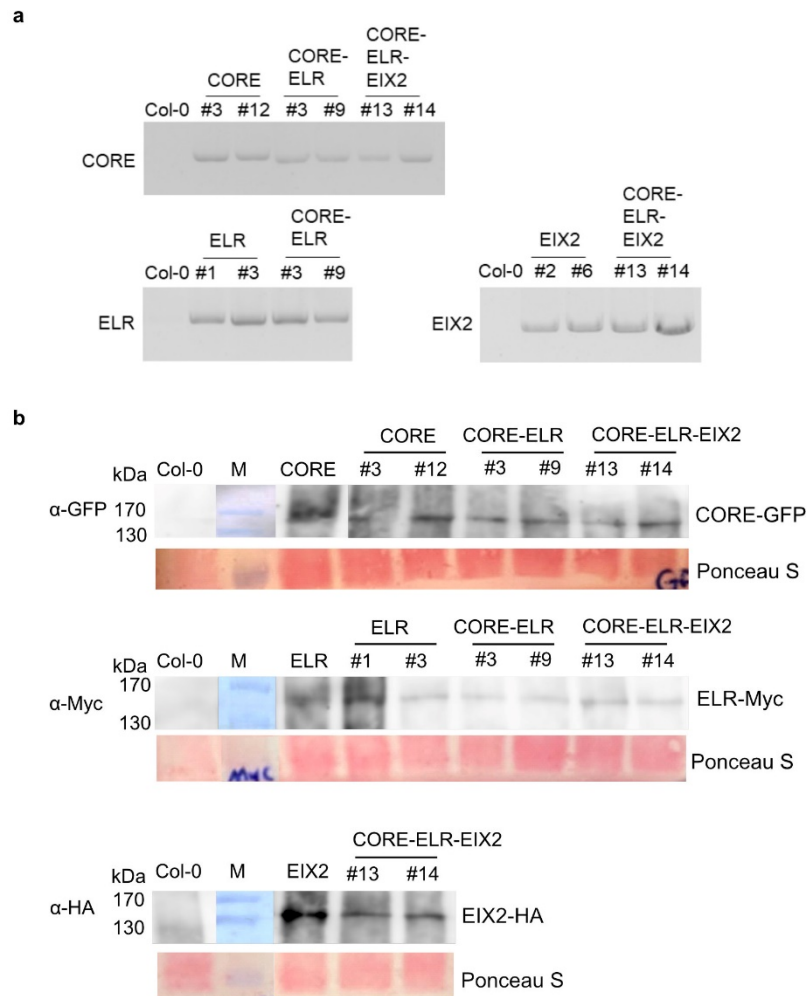 a
CORE
CORE-
ELR
CORE-
ELR-
EIX2
Col-0 #3 #12 #3 #9 #13 #14
CORE
ELR
CORE-
ELR
Col-0 #1 #3 #3 #9
ELR
EIX2
CORE-
ELR-
EIX2
Col-0 #2 #6 #13 #14
EIX2
b
CORE CORE-ELR CORE-ELR-EIX2
kDa Col-0 M CORE #3 #12 #3 #9 #13 #14
α-GFP 170 CORE-GFP
130
Ponceau S
ELR CORE-ELR CORE-ELR-EIX2
kDa Col-0 M ELR #1 #3 #3 #9 #13 #14
170
α-Myc ELR-Myc
130
Myc Ponceau S
CORE-ELR-EIX2
kDa Col-0 M EIX2 #13 #14
170
α-HA EIX2-HA
130
Ponceau S